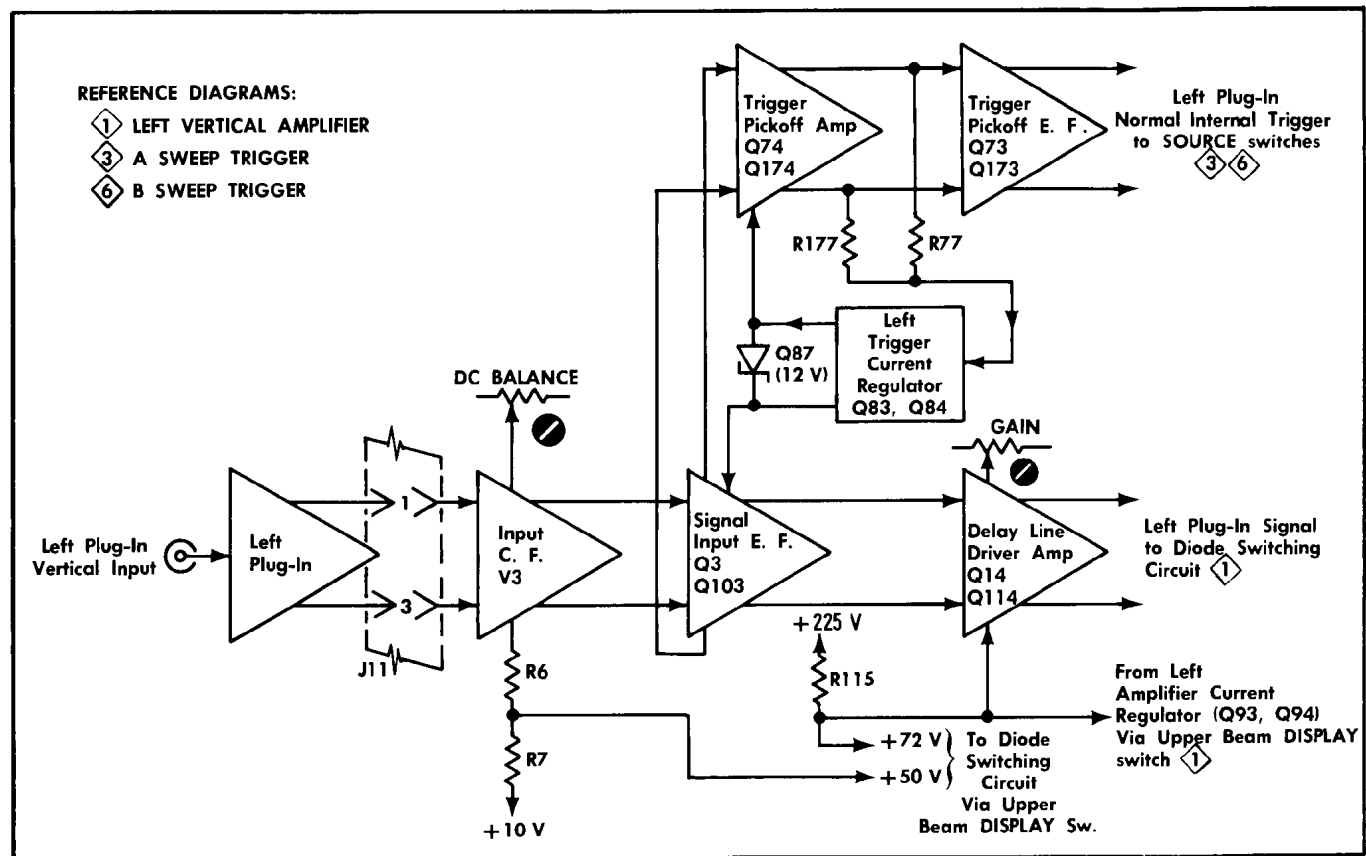 REFERENCE DIAGRAMS:
1 LEFT VERTICAL AMPLIFIER
3 A SWEEP TRIGGER
6 B SWEEP TRIGGER
Trigger
Pickoff Amp
Q74
Q174
Trigger
Pickoff E. F.
Q73
Q173
Left Plug-In
Normal Internal Trigger
to SOURCE switches
3 6
R177
R77
Q87
(12 V)
Left
Trigger
Current
Regulator
Q83, Q84
DC BALANCE
GAIN
Left Plug-In
Vertical Input
Left
Plug-In
1
3
J11
Input
C. F.
V3
Signal
Input E. F.
Q3
Q103
Delay Line
Driver Amp
Q14
Q114
Left Plug-In Signal
to Diode Switching
Circuit 1
+225 V
R115
R6
R7
+10 V
+72 V
+50 V
To Diode
Switching
Circuit
Via Upper
Beam DISPLAY Sw.
From Left
Amplifier Current
Regulator (Q93, Q94)
Via Upper Beam DISPLAY
switch 1